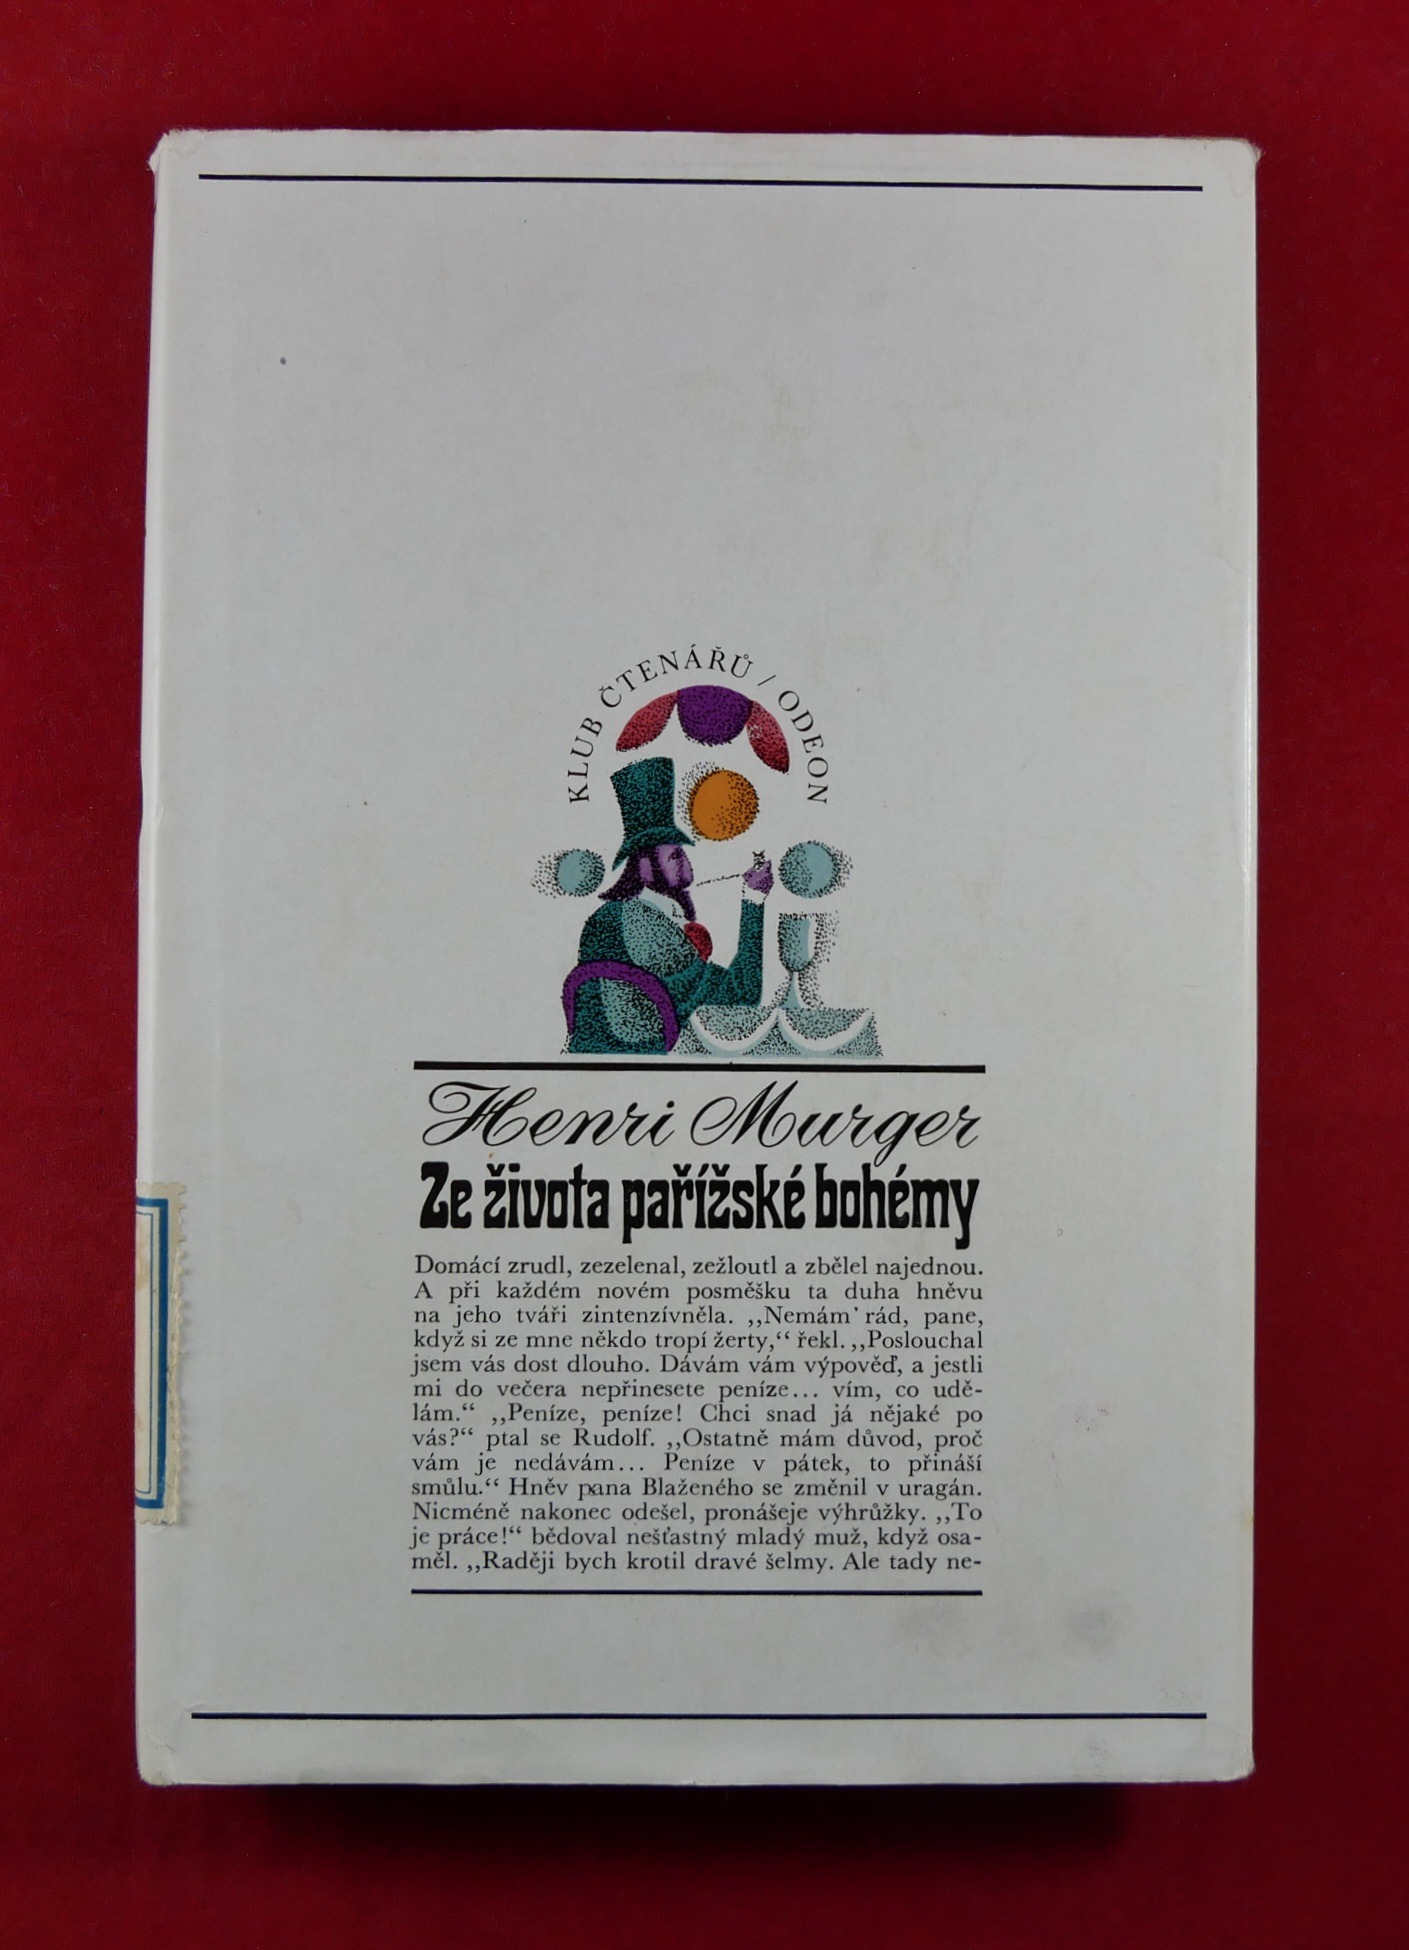 KLUB ČTENÁŘŮ / ODEON
Henri Murger
Ze života pařížské bohémy
Domácí zrudl, zezelenal, zežloutl a zbělel najednou.
A při každém novém posměšku ta duha hněvu
na jeho tváři zintenzívněla. ,,Nemám rád, pane,
když si ze mne někdo tropí žerty,“ řekl. ,,Poslouchal
jsem vás dost dlouho. Dávám vám výpověď, a jestli
mi do večera nepřinesete peníze... vím, co udě-
lám.“ ,,Peníze, peníze! Chci snad já nějaké po
vás?“ ptal se Rudolf. ,,Ostatně mám důvod, proč
vám je nedávám... Peníze v pátek, to přináší
smůlu.“ Hněv pana Blaženého se změnil v uragán.
Nicméně nakonec odešel, pronášeje výhrůžky. ,,To
je práce!“ bědoval nešťastný mladý muž, když osa-
měl. ,,Raději bych krotil dravé šelmy. Ale tady ne-